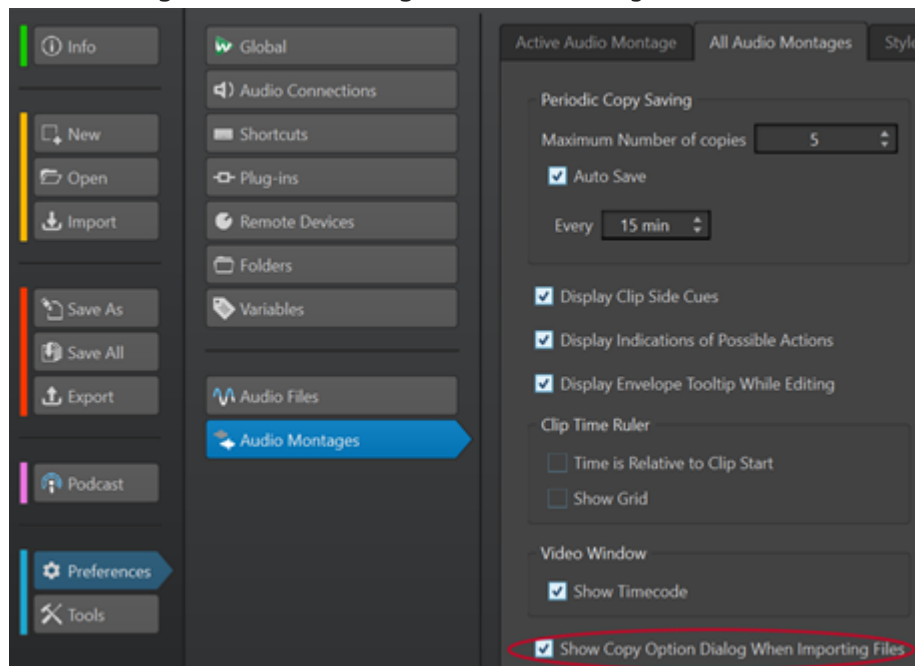 Info
New
Open
Import
Save As
Save All
Export
Podcast
Preferences
Tools
Global
Audio Connections
Shortcuts
Plug-ins
Remote Devices
Folders
Variables
Audio Files
Audio Montages
Active Audio Montage All Audio Montages Style
Periodic Copy Saving
Maximum Number of copies 5
Auto Save
Every 15 min
Display Clip Side Cues
Display Indications of Possible Actions
Display Envelope Tooltip While Editing
Clip Time Ruler
Time is Relative to Clip Start
Show Grid
Video Window
Show Timecode
Show Copy Option Dialog When Importing Files